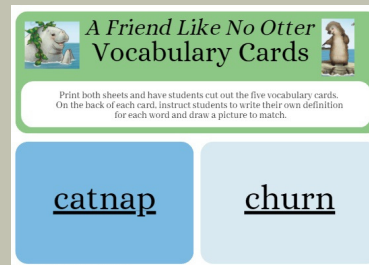 A Friend Like No Otter
Vocabulary Cards
Print both sheets and have students cut out the five vocabulary cards.
On the back of each card, instruct students to write their own definition
for each word and draw a picture to match.
catnap
churn